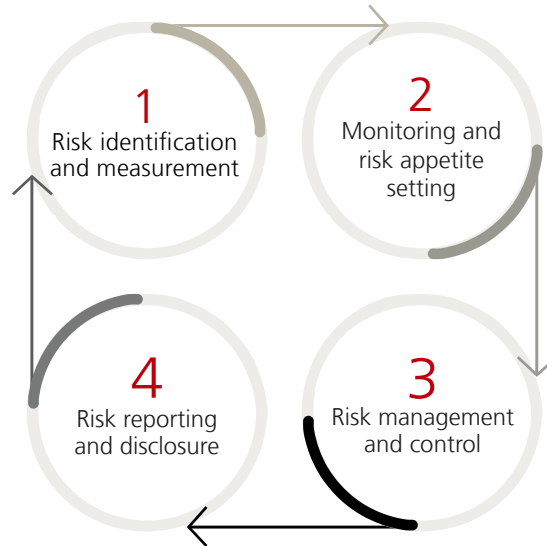 1
Risk identification
and measurement
2
Monitoring and
risk appetite
setting
3
Risk management
and control
4
Risk reporting
and disclosure